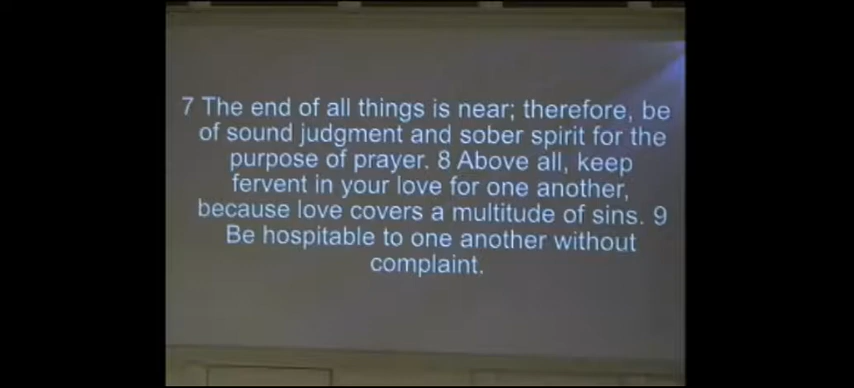 7 The end of all things is near; therefore, be
of sound judgment and sober spirit for the
purpose of prayer. 8 Above all, keep
fervent in your love for one another,
because love covers a multitude of sins. 9
Be hospitable to one another without
complaint.